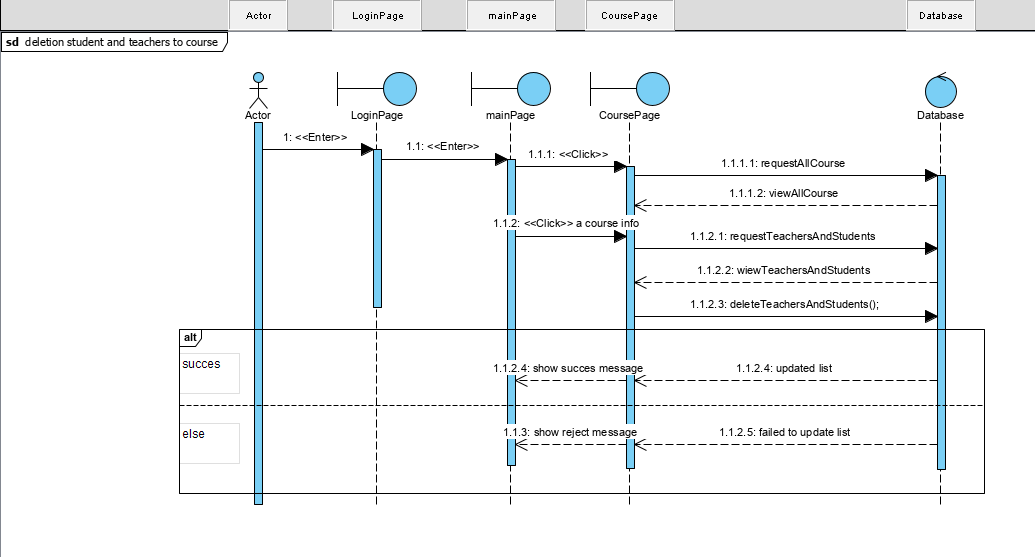 Actor
LoginPage
mainPage
CoursePage
Database
sd deletion student and teachers to course
Actor
LoginPage
mainPage
CoursePage
Database
1: <<Enter>>
1.1: <<Enter>>
1.1.1: <<Click>>
1.1.1.1: requestAllCourse
1.1.1.2: viewAllCourse
1.1.2: <<Click>> a course info
1.1.2.1: requestTeachersAndStudents
1.1.2.2: wiewTeachersAndStudents
1.1.2.3: deleteTeachersAndStudents();
alt
succes
1.1.2.4: show succes message
1.1.2.4: updated list
else
1.1.3: show reject message
1.1.2.5: failed to update list